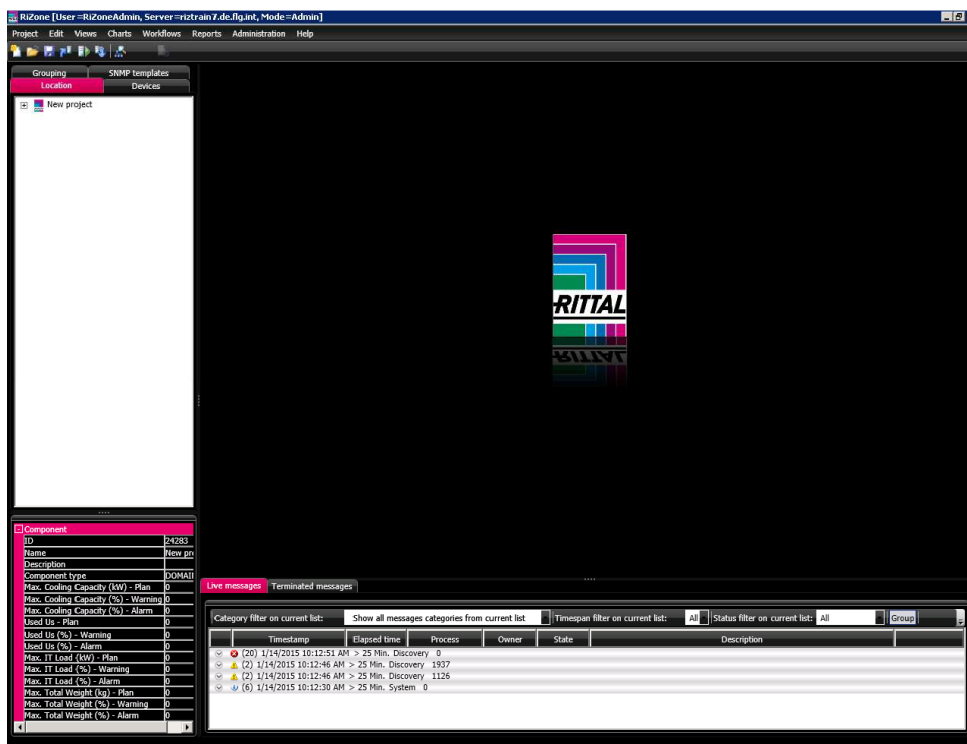 RiZone [User =RiZoneAdmin, Server=riztrain7.de.flg.int, Mode=Admin]
Project Edit Views Charts Workflows Reports Administration Help
Grouping SNMP templates
Location Devices
New project
RITTAL
Component
ID 24283
Name New pr
Description
Component type DOMAI
Max. Cooling Capacity (kW) - Plan 0
Max. Cooling Capacity (%) - Warning 0
Max. Cooling Capacity (%) - Alarm 0
Used Us - Plan 0
Used Us (%) - Warning 0
Used Us (%) - Alarm 0
Max. IT Load (kW) - Plan 0
Max. IT Load (%) - Warning 0
Max. IT Load (%) - Alarm 0
Max. Total Weight (kg) - Plan 0
Max. Total Weight (%) - Warning 0
Max. Total Weight (%) - Alarm 0
Live messages Terminated messages
Category filter on current list: Show all messages categories from current list Timespan filter on current list: All Status filter on current list: All Group
Timestamp Elapsed time Process Owner State Description
(20) 1/14/2015 10:12:51 AM > 25 Min. Discovery 0
(2) 1/14/2015 10:12:46 AM > 25 Min. Discovery 1937
(2) 1/14/2015 10:12:46 AM > 25 Min. Discovery 1126
(6) 1/14/2015 10:12:30 AM > 25 Min. System 0